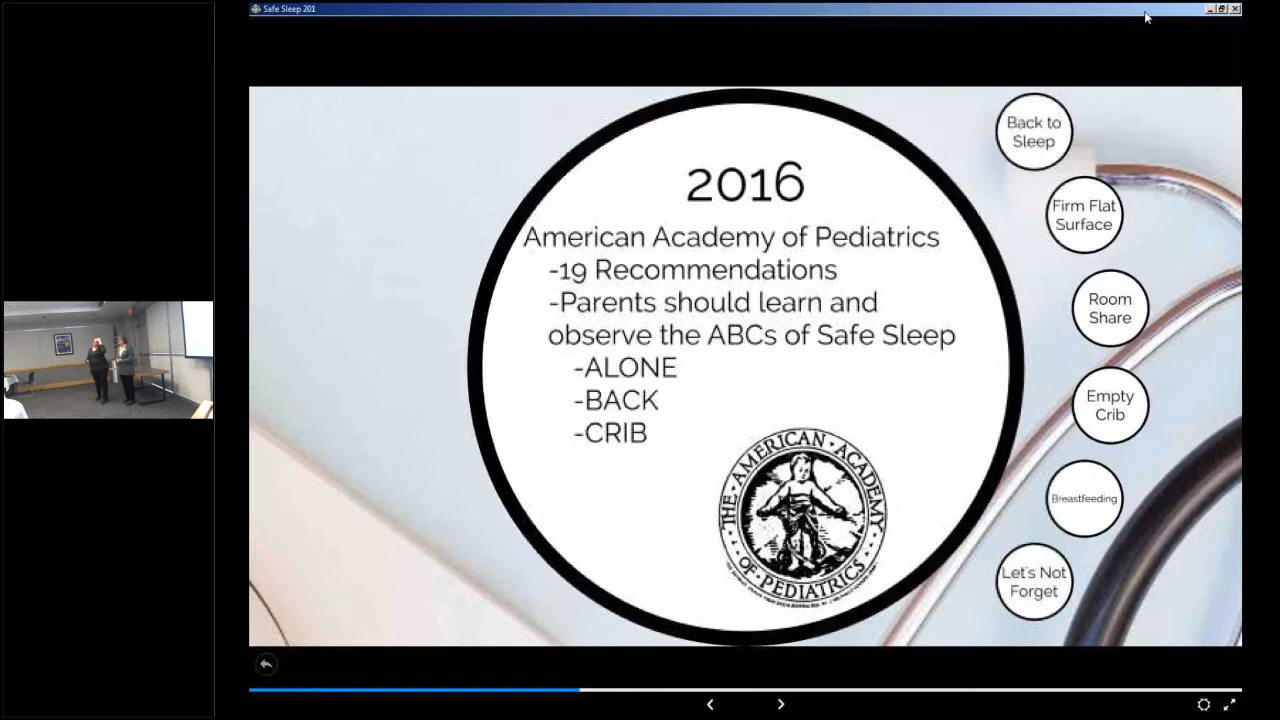 Safe Sleep 201
2016
American Academy of Pediatrics
-19 Recommendations
-Parents should learn and
observe the ABCs of Safe Sleep
-ALONE
-BACK
-CRIB
THE AMERICAN ACADEMY
OF PEDIATRICS
Back to
Sleep
Firm Flat
Surface
Room
Share
Empty
Crib
Breastfeeding
Let's Not
Forget